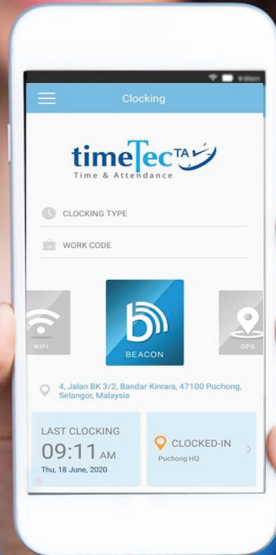 Clocking
timeTec TA
Time & Attendance
CLOCKING TYPE
WORK CODE
WIFI
BEACON
GPS
4, Jalan BK 3/2, Bandar Kinrara, 47100 Puchong,
Selangor, Malaysia
LAST CLOCKING
09:11 AM
Thu, 18 June, 2020
CLOCKED-IN
Puchong HQ